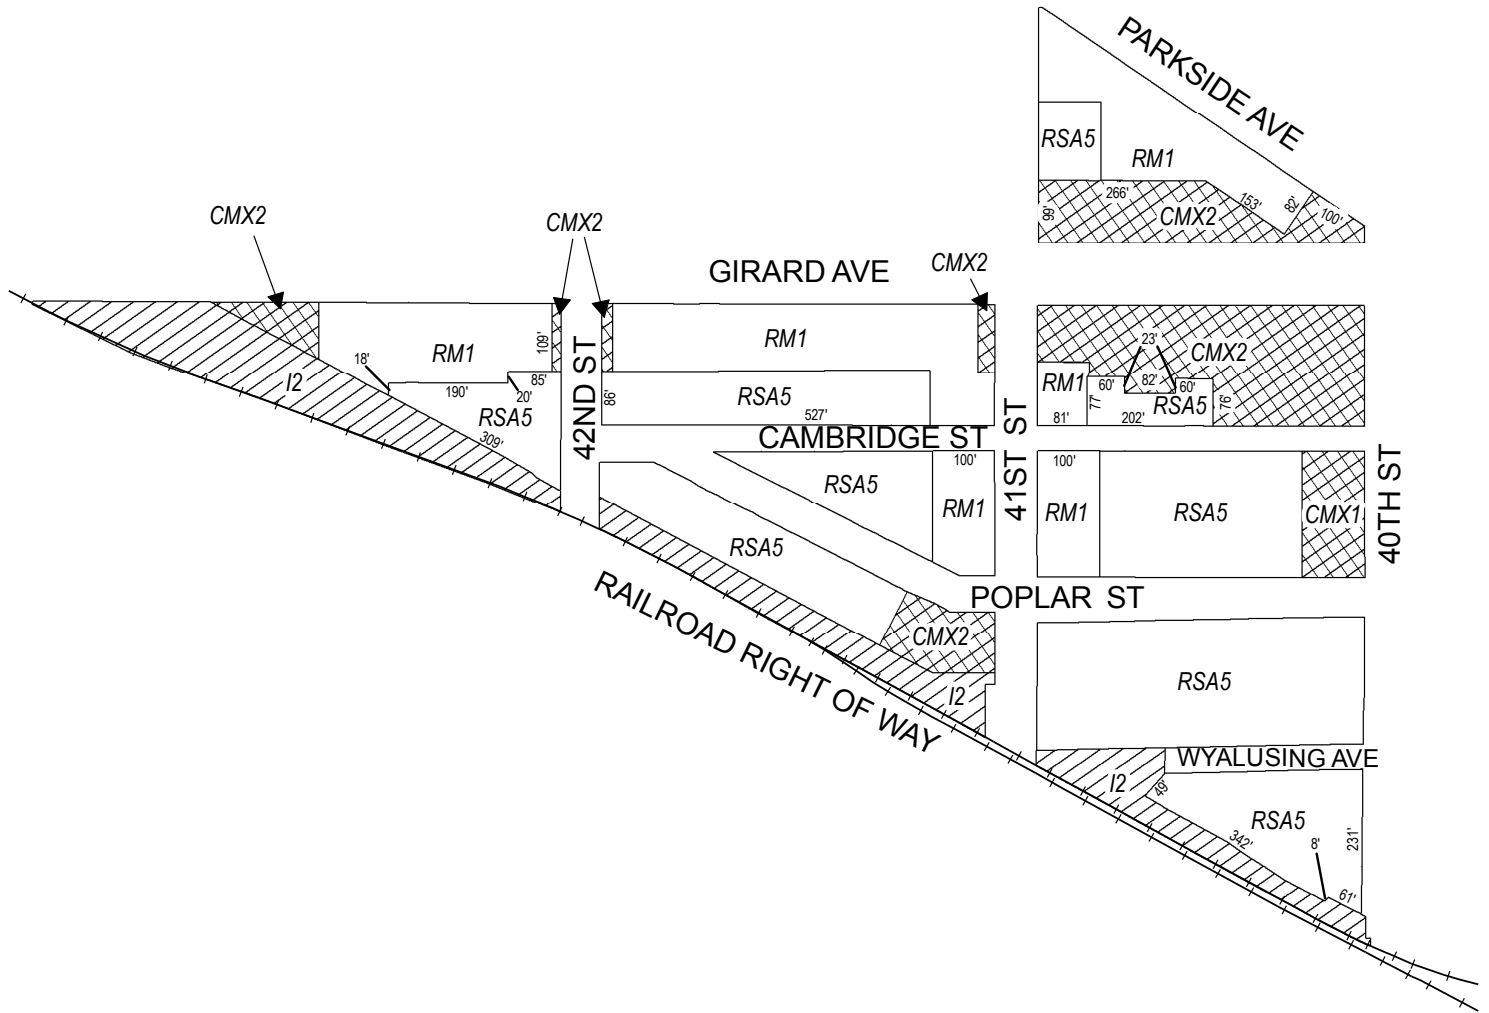 PARKSIDE AVE
RSA5
RM1
266'
99'
CMX2
153'
82'
100'
CMX2
CMX2
GIRARD AVE
CMX2
18'
RM1
109'
190'
85'
20'
RSA5
309'
I2
42ND ST
RM1
86'
RSA5
527'
CAMBRIDGE ST
41ST ST
23'
CMX2
RM1
60'
82'
60'
77'
RSA5
76'
81'
202'
RSA5
100'
RM1
100'
RM1
RSA5
CMX1
40TH ST
RSA5
POPLAR ST
CMX2
RAILROAD RIGHT OF WAY
I2
RSA5
WYALUSING AVE
I2
49'
RSA5
342'
8'
231'
61'